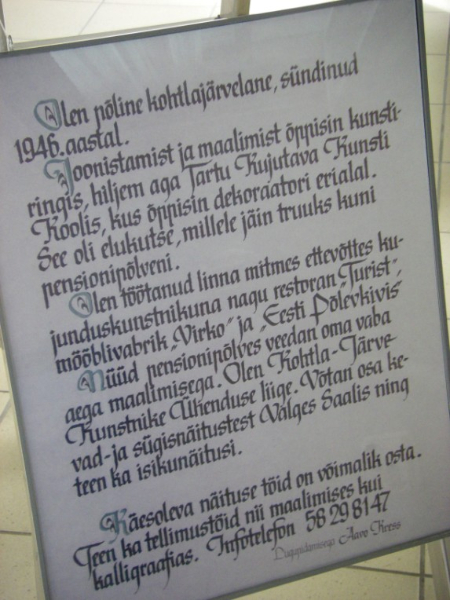 Olen põline kohtlajärvelane, sündinud
1946. aastal.
Joonistamist ja maalimist õppisin kunsti-
ringis, hiljem aga Tartu Kujutava Kunsti
Koolis, kus õppisin dekoraatori erialal.
See oli elukutse, millele jäin truuks kuni
pensionipõlveni.
Olen töötanud linna mitmes ettevõttes ku-
junduskunstnikuna nagu restoran „Turist",
mööblivabrik „Virko" ja „Eesti Põlevkivis"
Nüüd pensionipõlves veedan oma vaba
aega maalimisega. Olen Kohtla-Järve
Kunstnike Ühenduse liige. Võtan osa ke-
vad- ja sügisnäitustest Valges Saalis ning
teen ka isikunäitusi.
Käesoleva näituse töid on võimalik osta.
Teen ka tellimustöid nii maalimises kui
kalligraafias. Infotelefon 56 29 8147
Lugupidamisega Aavo Kress